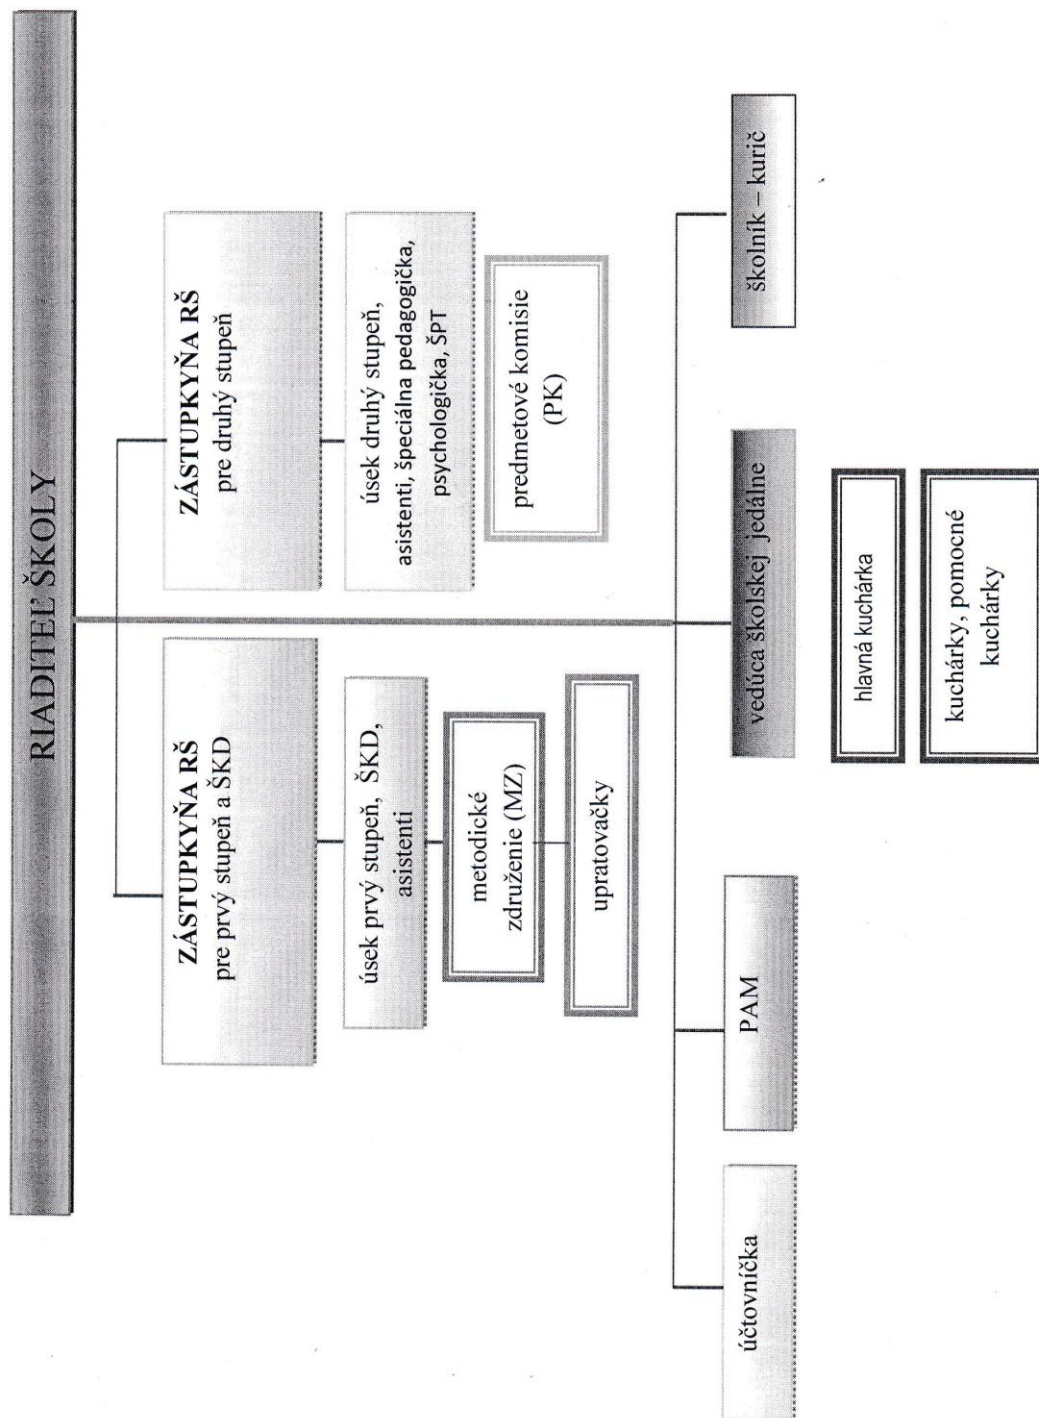 RIADITEĽ ŠKOLY
ZÁSTUPKYŇA RŠ
pre prvý stupeň a ŠKD
úsek prvý stupeň, ŠKD,
asistenti
metodické
združenie (MZ)
upratovačky
ZÁSTUPKYŇA RŠ
pre druhý stupeň
úsek druhý stupeň,
asistenti, špeciálna pedagogička,
psychologička, ŠPT
predmetové komisie
(PK)
účtovníčka
PAM
vedúca školskej jedálne
hlavná kuchárka
kuchárky, pomocné
kuchárky
školník – kurič